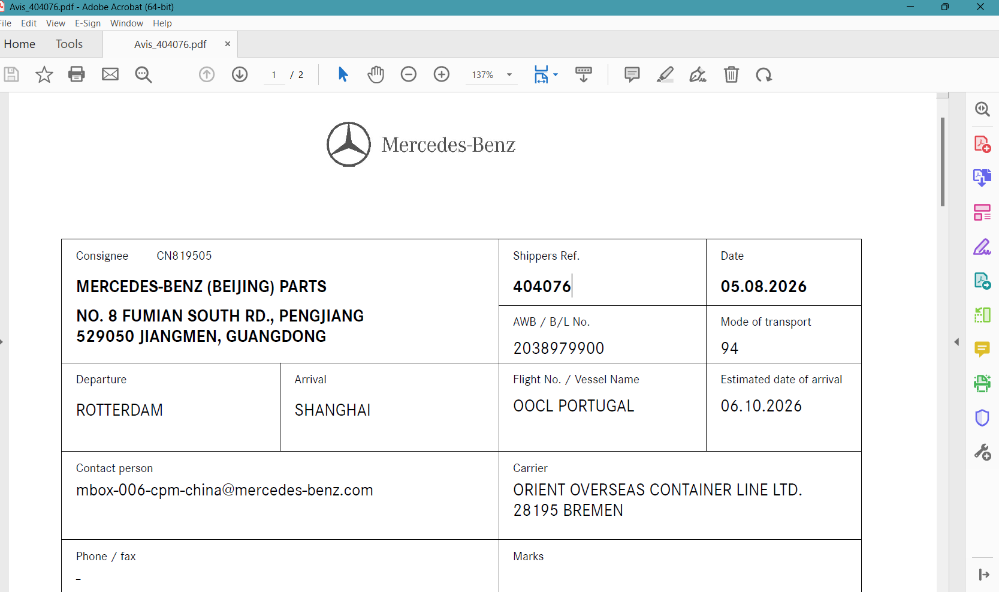 Avis_404076.pdf - Adobe Acrobat (64-bit)
File Edit View E-Sign Window Help
Home Tools Avis_404076.pdf ×
1 / 2 137%
Mercedes-Benz
Consignee CN819505
MERCEDES-BENZ (BEIJING) PARTS
NO. 8 FUMIAN SOUTH RD., PENGJIANG
529050 JIANGMEN, GUANGDONG
Shippers Ref.
404076
Date
05.08.2026
AWB / B/L No.
2038979900
Mode of transport
94
Departure
ROTTERDAM
Arrival
SHANGHAI
Flight No. / Vessel Name
OOCL PORTUGAL
Estimated date of arrival
06.10.2026
Contact person
mbox-006-cpm-china@mercedes-benz.com
Carrier
ORIENT OVERSEAS CONTAINER LINE LTD.
28195 BREMEN
Phone / fax
-
Marks